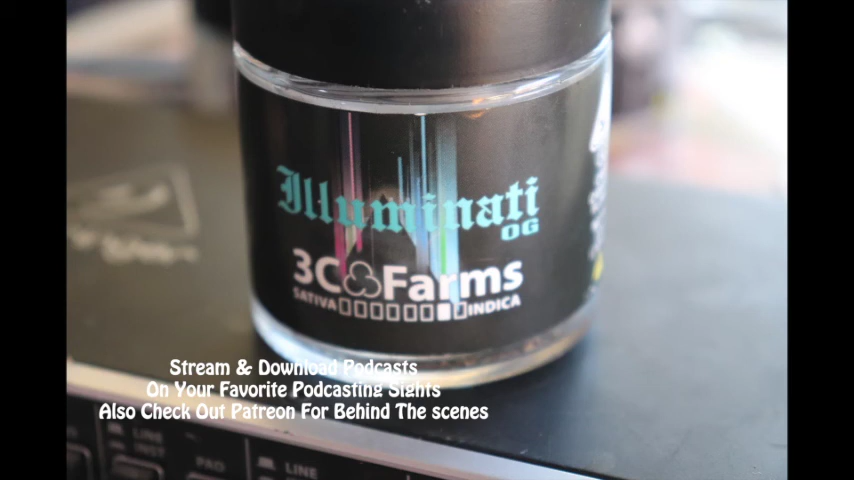 Illuminati
OG
3C Farms
SATIVA INDICA
Stream & Download Podcasts
On Your Favorite Podcasting Sights
Also Check Out Patreon For Behind The scenes
LINE
INST
PAD
LINE